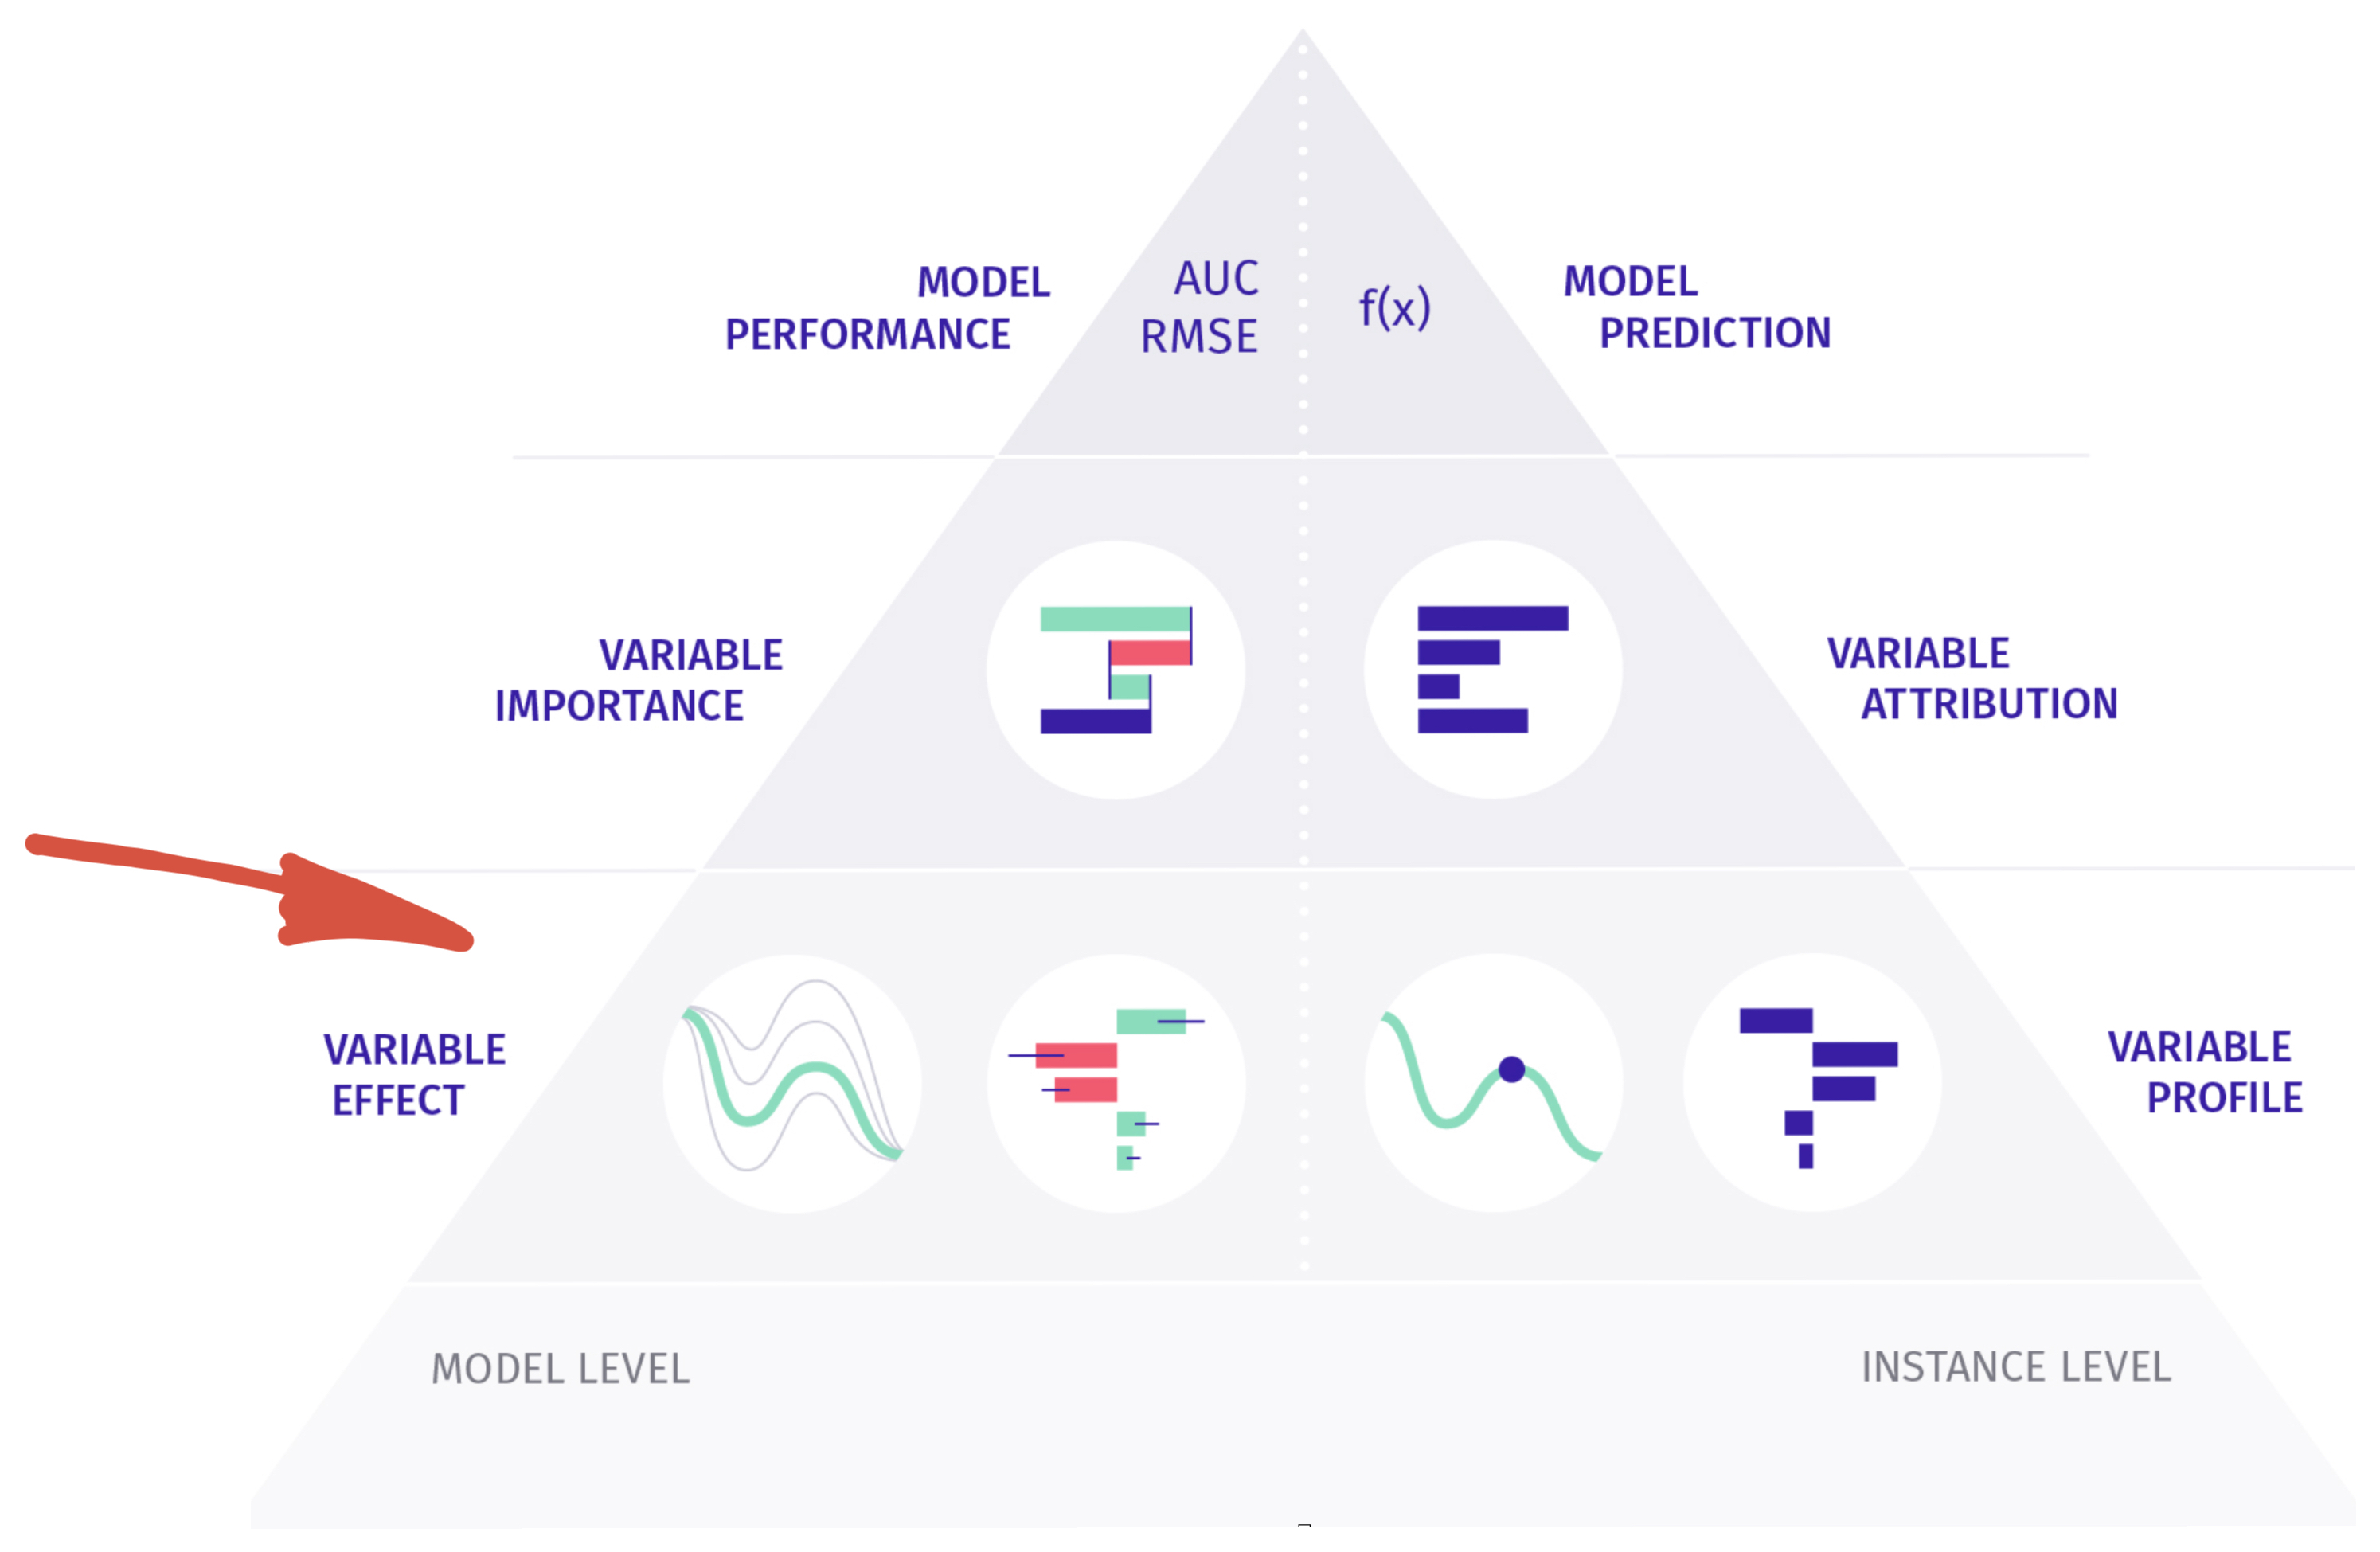 MODEL
PERFORMANCE
AUC
RMSE
f(x)
MODEL
PREDICTION
VARIABLE
IMPORTANCE
VARIABLE
ATTRIBUTION
VARIABLE
EFFECT
VARIABLE
PROFILE
MODEL LEVEL
INSTANCE LEVEL